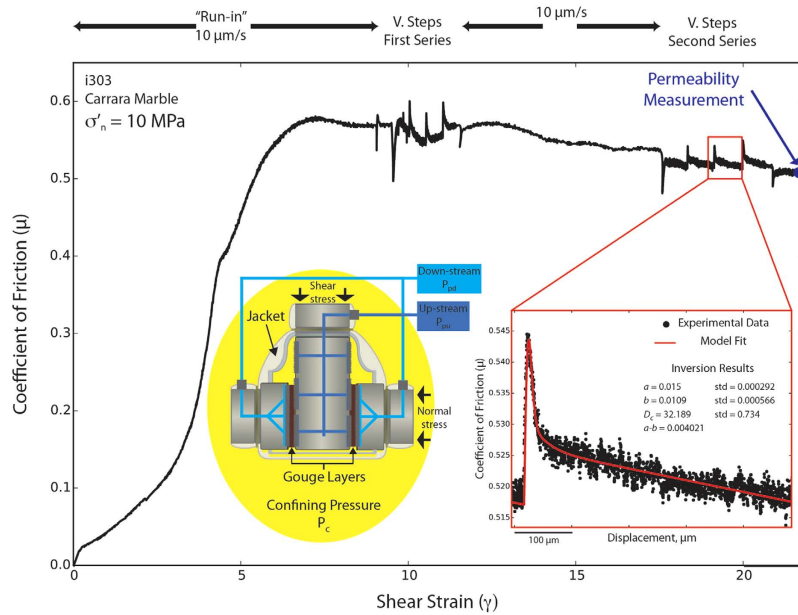 "Run-in"
10 μm/s
V. Steps
First Series
10 μm/s
V. Steps
Second Series
i303
Carrara Marble
σ'n = 10 MPa
Permeability
Measurement
Coefficient of Friction (μ)
0.6
0.5
0.4
0.3
0.2
0.1
0.0
Down-stream
Ppd
Shear
stress
Up-stream
Ppu
Jacket
Normal
stress
Gouge Layers
Confining Pressure
Pc
Experimental Data
Model Fit
Inversion Results
a = 0.015 std = 0.000292
b = 0.0109 std = 0.000566
Dc = 32.189 std = 0.734
a-b = 0.004021
Coefficient of Friction (μ)
0.545
0.540
0.535
0.530
0.525
0.520
0.515
100 μm
Displacement, μm
0 5 10 15 20
Shear Strain (γ)